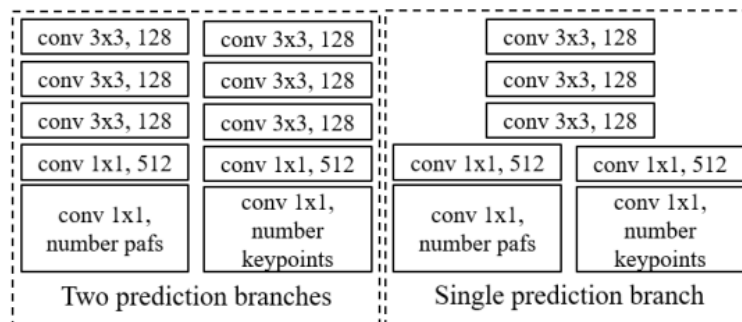 conv 3x3, 128
conv 3x3, 128
conv 3x3, 128
conv 1x1, 512
conv 1x1,
number pafs
conv 3x3, 128
conv 3x3, 128
conv 3x3, 128
conv 1x1, 512
conv 1x1,
number
keypoints
Two prediction branches
conv 3x3, 128
conv 3x3, 128
conv 3x3, 128
conv 1x1, 512
conv 1x1,
number pafs
conv 1x1, 512
conv 1x1,
number
keypoints
Single prediction branch